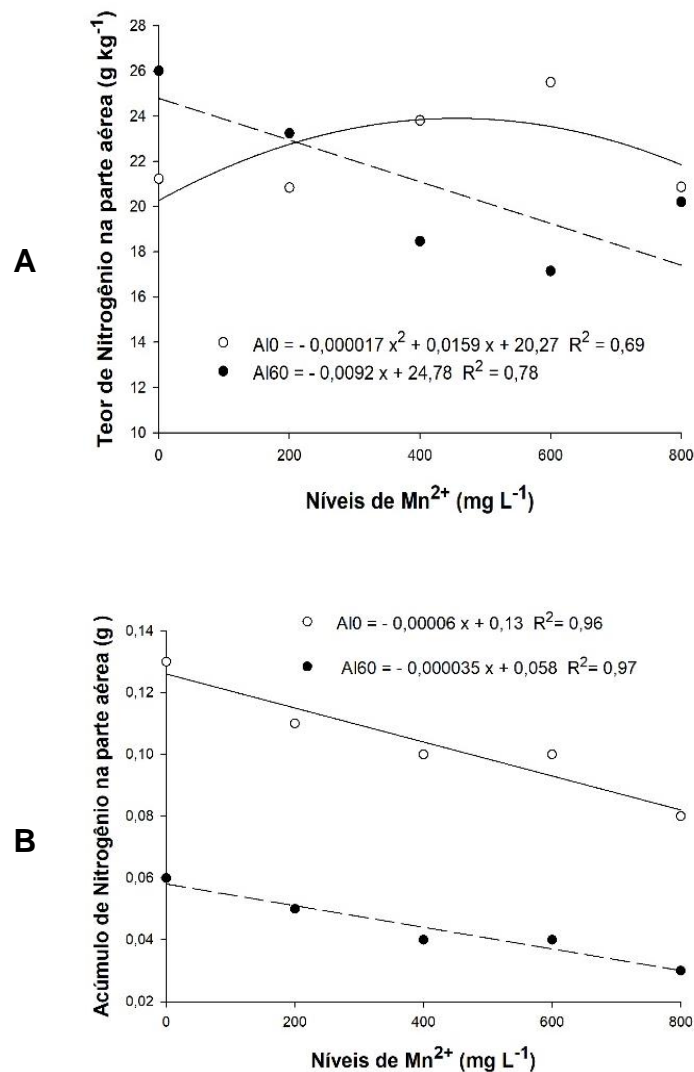 A
Teor de Nitrogênio na parte aérea (g kg⁻¹)
28
26
24
22
20
18
16
14
12
10
Al0 = - 0,000017 x² + 0,0159 x + 20,27 R² = 0,69
Al60 = - 0,0092 x + 24,78 R² = 0,78
0 200 400 600 800
Níveis de Mn²⁺ (mg L⁻¹)
B
Acúmulo de Nitrogênio na parte aérea (g )
Al0 = - 0,00006 x + 0,13 R²= 0,96
Al60 = - 0,000035 x + 0,058 R²= 0,97
0,14
0,12
0,10
0,08
0,06
0,04
0,02
0 200 400 600 800
Níveis de Mn²⁺ (mg L⁻¹)